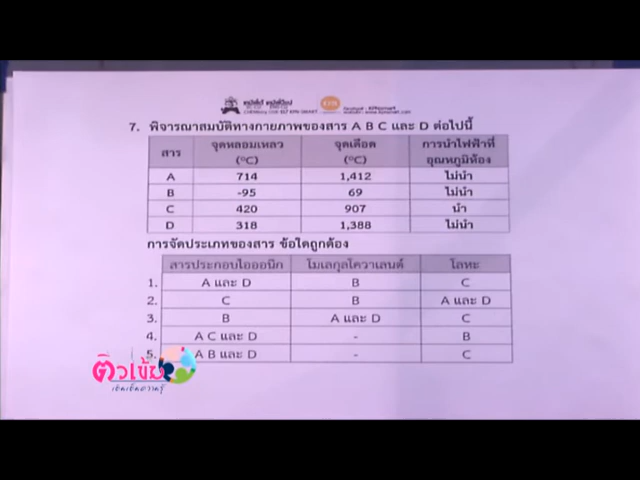 7. พิจารณาสมบัติทางกายภาพของสาร A B C และ D ต่อไปนี้
สาร จุดหลอมเหลว (°C) จุดเดือด (°C) การนำไฟฟ้าที่อุณหภูมิห้อง
A 714 1,412 ไม่นำ
B -95 69 ไม่นำ
C 420 907 นำ
D 318 1,388 ไม่นำ
การจัดประเภทของสาร ข้อใดถูกต้อง
สารประกอบไอออนิก โมเลกุลโควาเลนต์ โลหะ
1. A และ D B C
2. C B A และ D
3. B A และ D C
4. A C และ D - B
5. A B และ D - C
ติวเข้ม